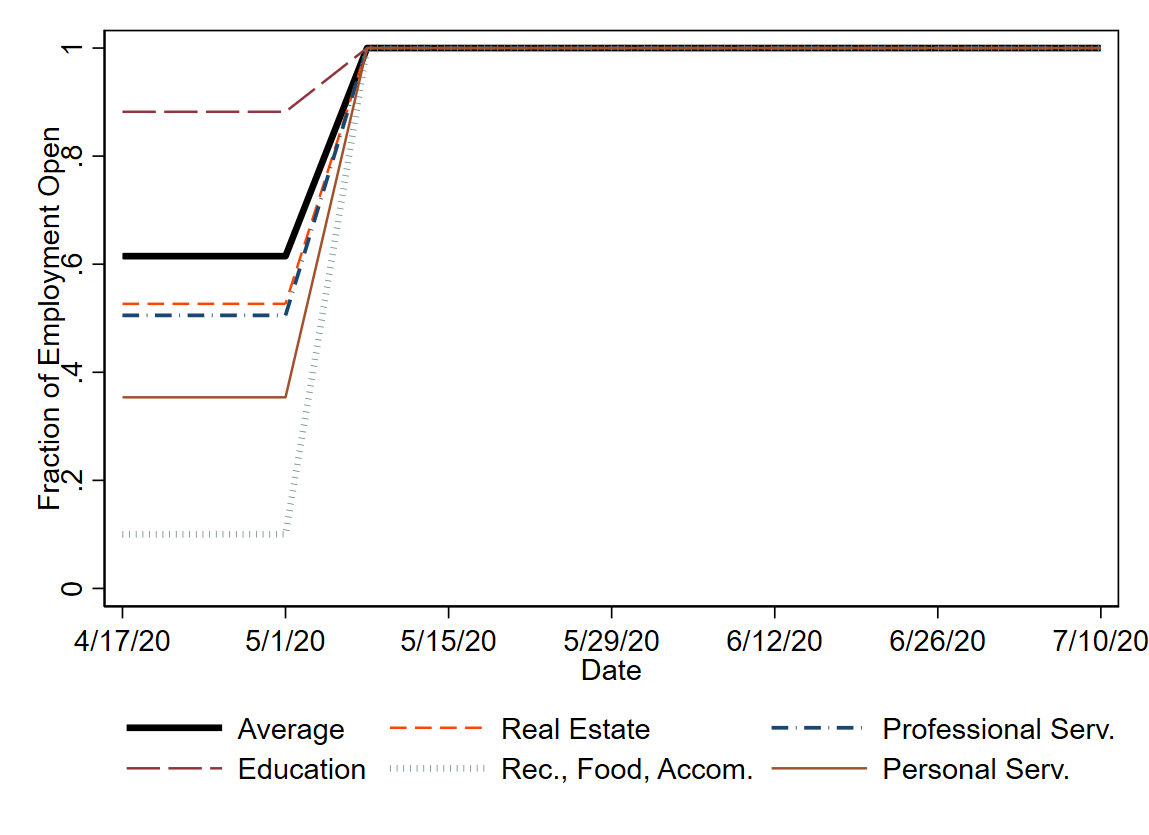 Fraction of Employment Open
1
.8
.6
.4
.2
0
4/17/20 5/1/20 5/15/20 5/29/20 6/12/20 6/26/20 7/10/20
Date
Average Real Estate Professional Serv.
Education Rec., Food, Accom. Personal Serv.